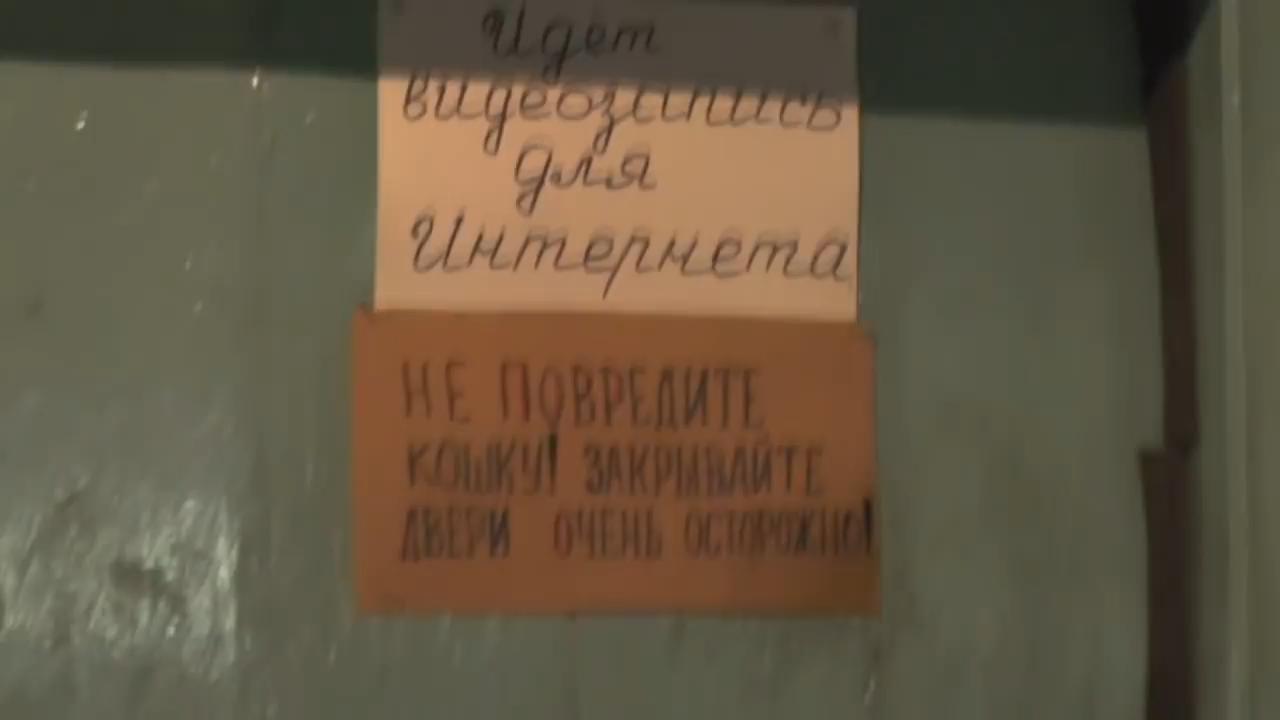 Идет
видеозапись
для
Интернета
НЕ ПОВРЕДИТЕ
КОШКУ! ЗАКРЫВАЙТЕ
ДВЕРИ ОЧЕНЬ ОСТОРОЖНО!